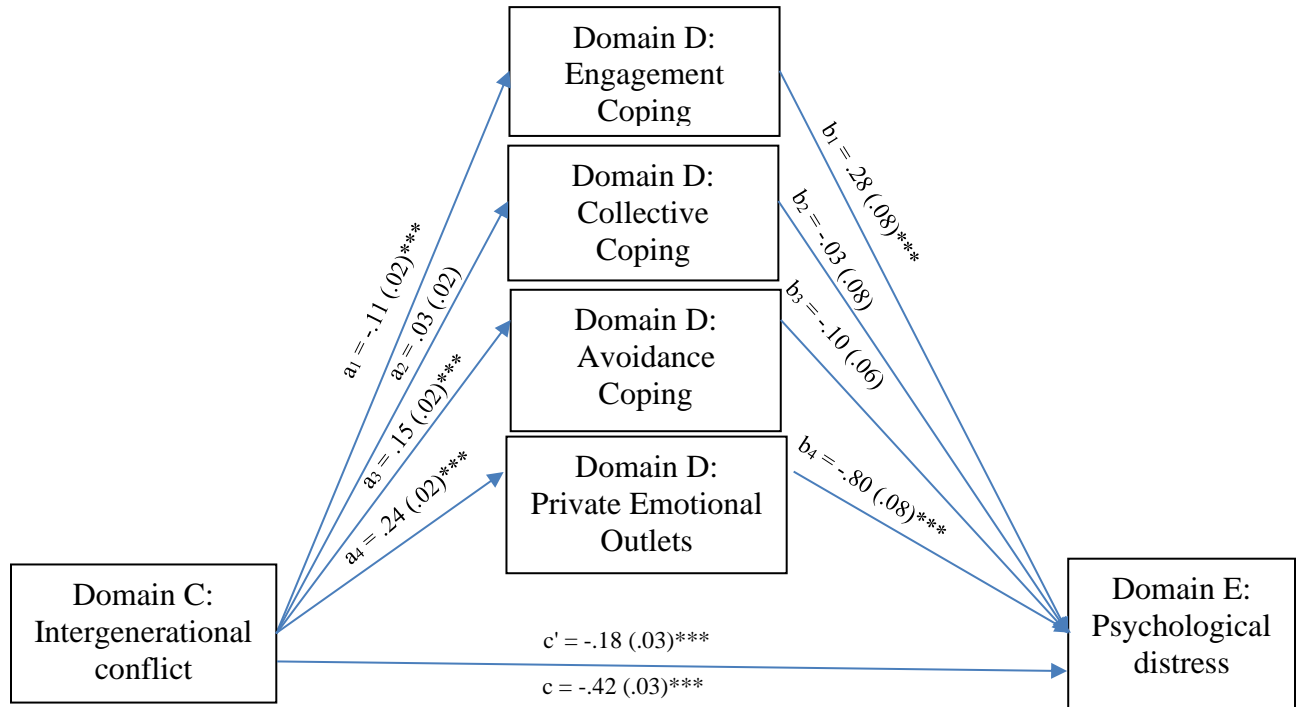 Domain D:
Engagement
Coping
Domain D:
Collective
Coping
Domain D:
Avoidance
Coping
Domain D:
Private Emotional
Outlets
a₁ = -.11 (.02)***
a₂ = .03 (.02)
a₃ = .15 (.02)***
a₄ = .24 (.02)***
b₁ = .28 (.08)***
b₂ = -.03 (.08)
b₃ = -.10 (.06)
b₄ = -.80 (.08)***
Domain C:
Intergenerational
conflict
c' = -.18 (.03)***
c = -.42 (.03)***
Domain E:
Psychological
distress